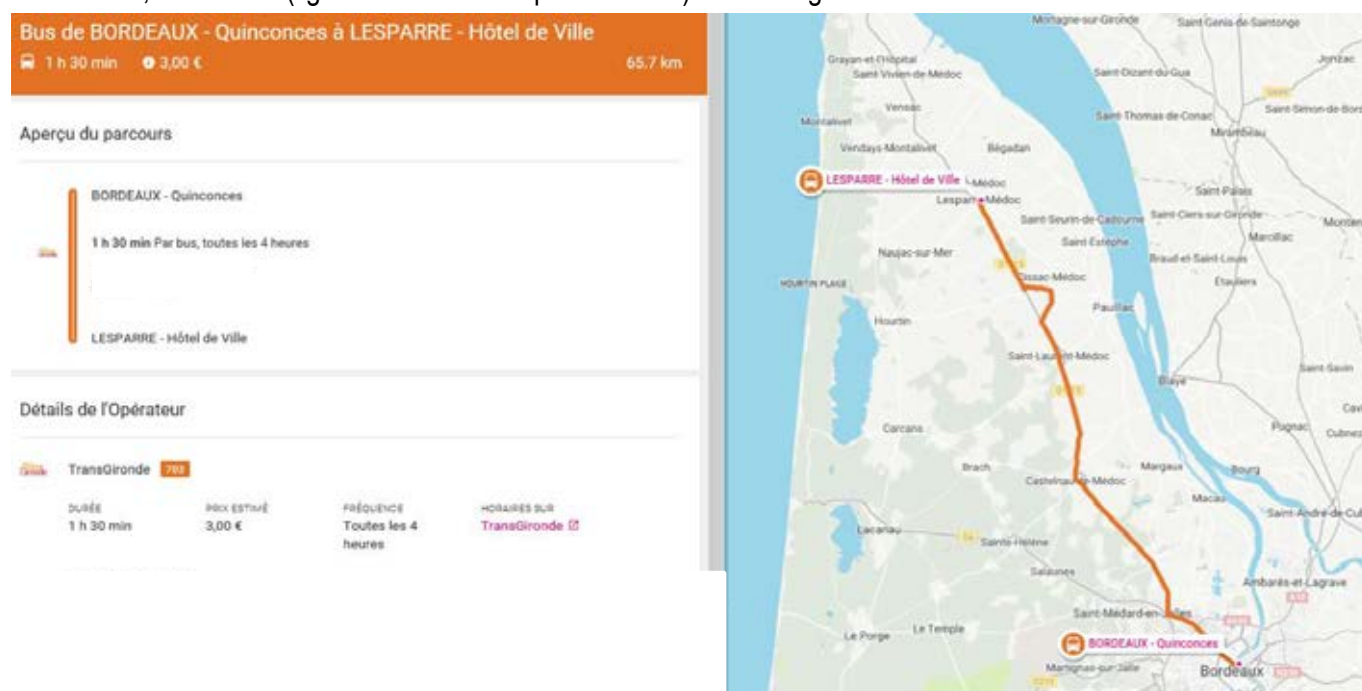 Bus de BORDEAUX - Quinconces à LESPARRE - Hôtel de Ville
1 h 30 min 3,00 € 65.7 km
Aperçu du parcours
BORDEAUX - Quinconces
1 h 30 min Par bus, toutes les 4 heures
LESPARRE - Hôtel de Ville
Détails de l'Opérateur
TransGironde 703
DURÉE PRIX ESTIMÉ FRÉQUENCE HORAIRES SUR
1 h 30 min 3,00 € Toutes les 4 heures TransGironde
Saint-Genis-de-Saintonge
Grayan-et-l'Hôpital
Jonzac
Saint-Vivien-de-Médoc
Saint-Dizant-du-Gua
Vensac
Montalivet
Saint-Thomas-de-Conac
Mirambeau
Vendays-Montalivet
Bégadan
LESPARRE - Hôtel de Ville
Médoc
Saint-Palais
Saint-Seurin-de-Cadourne
Saint-Ciers-sur-Gironde
Saint-Estèphe
Marcillac
Naujac-sur-Mer
Braud-et-Saint-Louis
Cissac-Médoc
Étauliers
HOURTIN PLAGE
Pauillac
Hourtin
Saint-Laurent-Médoc
Saint-Savin
Blaye
Carcans
Pugnac
Brach
Margaux
Bourg
Castelnau-de-Médoc
Macau
Lacanau
Sainte-Hélène
Salaunes
Ambarès-et-Lagrave
Saint-Médard-en-Jalles
Le Porge
Le Temple
BORDEAUX - Quinconces
Martignas-sur-Jalle
Bordeaux